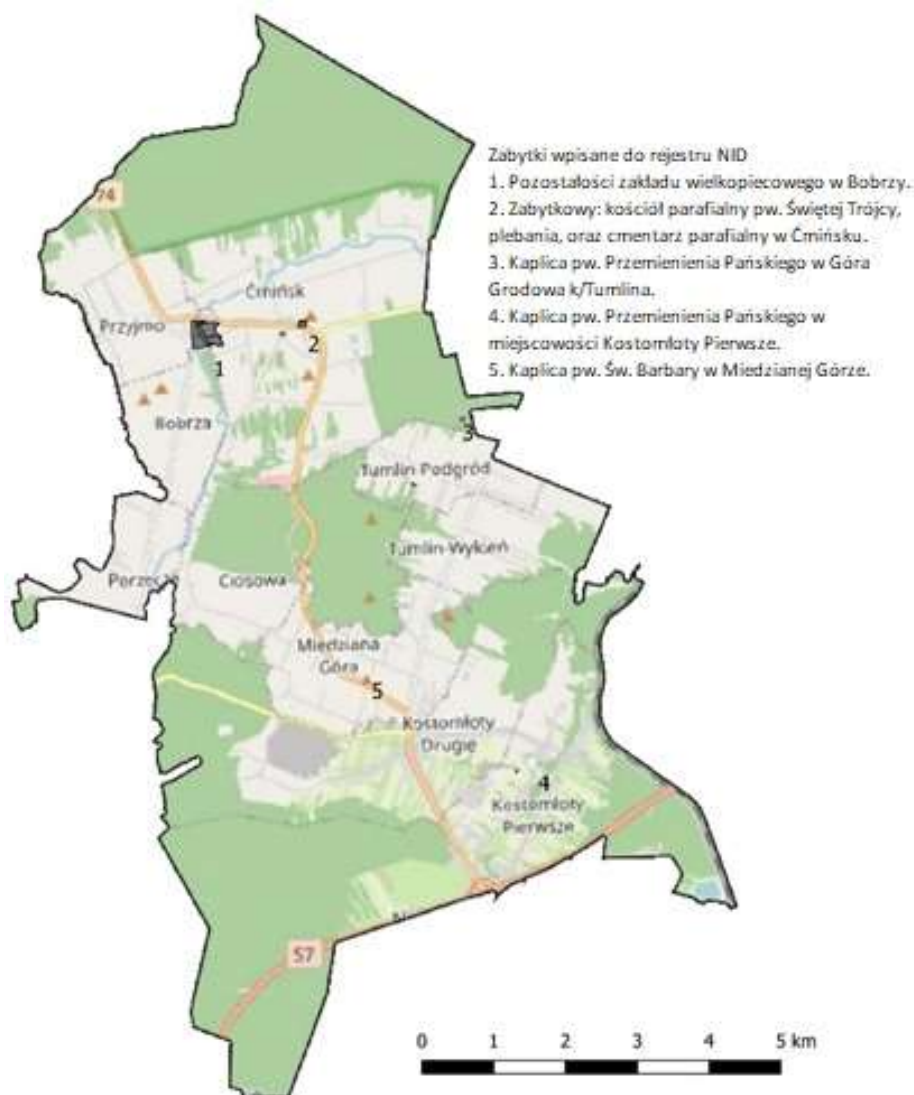 Zabytki wpisane do rejestru NID
1. Pozostałości zakładu wielkopiecowego w Bobrzy.
2. Zabytkowy: kościół parafialny pw. Świętej Trójcy,
plebania, oraz cmentarz parafialny w Ćmińsku.
3. Kaplica pw. Przemienienia Pańskiego w Góra
Grodowa k/Tumlina.
4. Kaplica pw. Przemienienia Pańskiego w
miejscowości Kostomłoty Pierwsze.
5. Kaplica pw. Św. Barbary w Miedzianej Górze.
74
Ćmińsk
Przyjmo
2
1
Bobrza
3
Tumlin-Podgród
Tumlin-Wykień
Porzecze
Ciosowa
Miedziana
Góra
5
Kostomłoty
Drugie
4
Kostomłoty
Pierwsze
S7
0 1 2 3 4 5 km